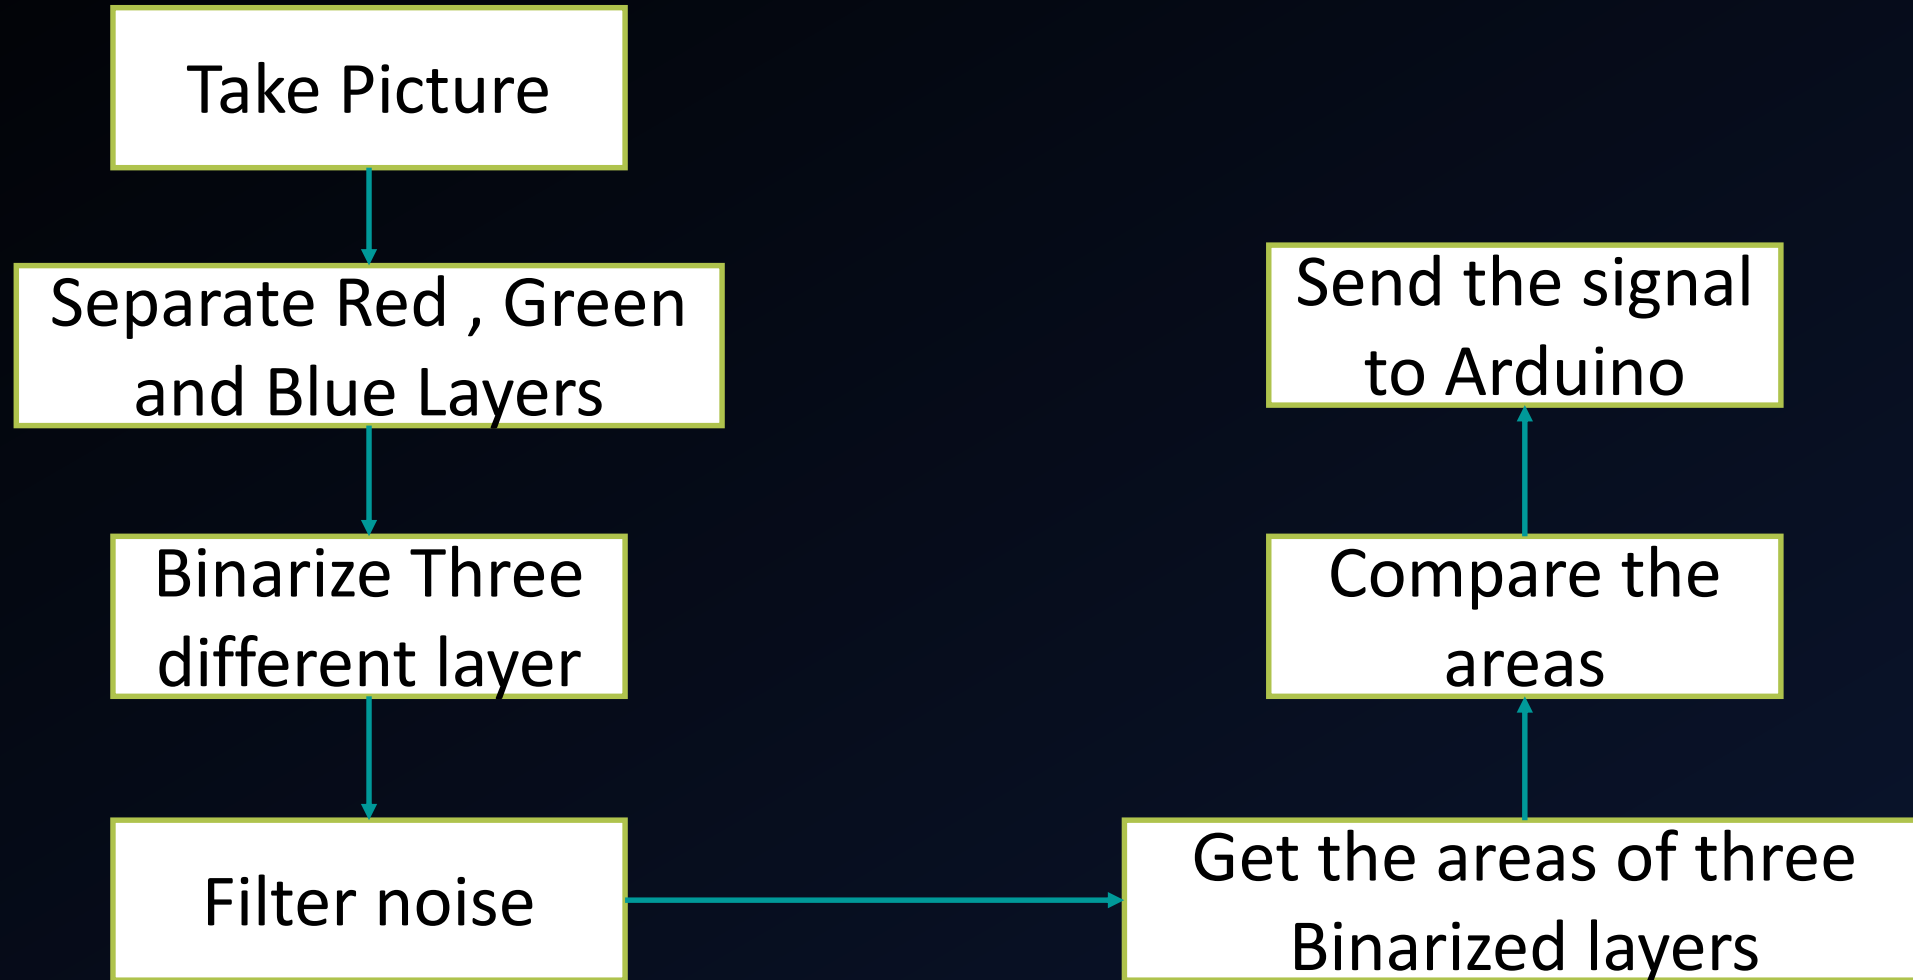 Take Picture
Separate Red , Green
and Blue Layers
Binarize Three
different layer
Filter noise
Get the areas of three
Binarized layers
Compare the
areas
Send the signal
to Arduino